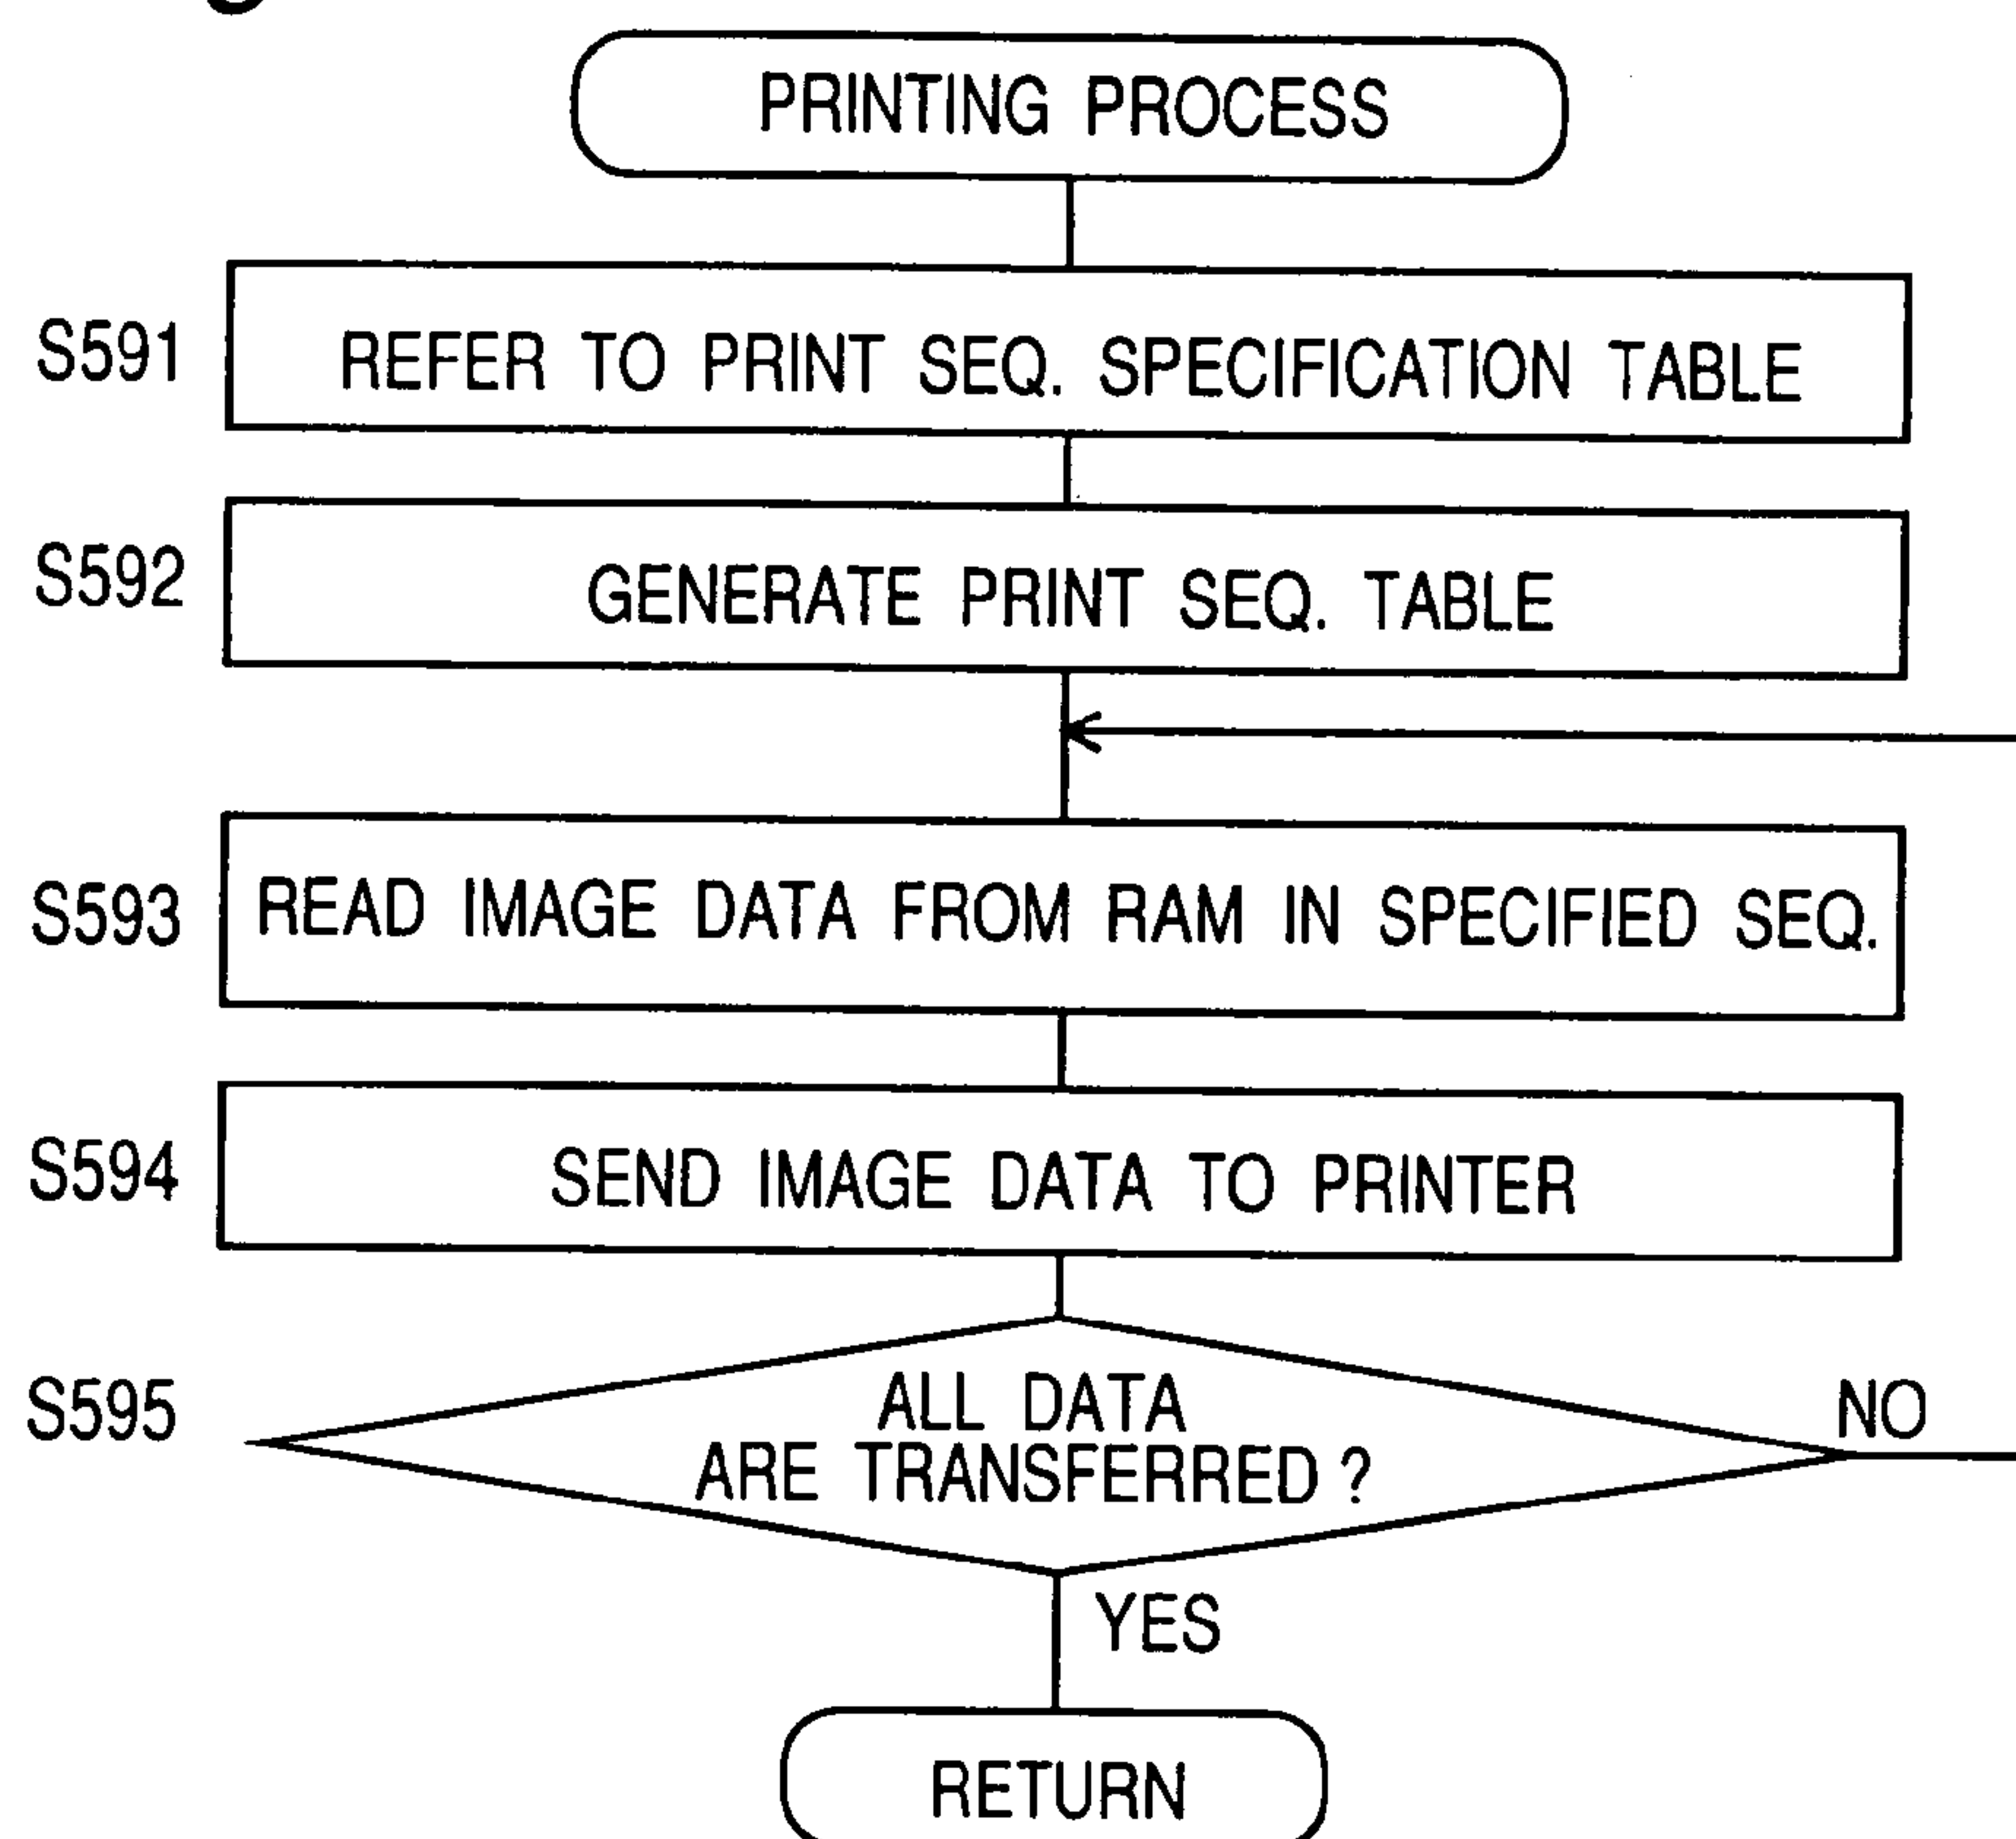 PRINTING PROCESS
S591
REFER TO PRINT SEQ. SPECIFICATION TABLE
S592
GENERATE PRINT SEQ. TABLE
S593
READ IMAGE DATA FROM RAM IN SPECIFIED SEQ.
S594
SEND IMAGE DATA TO PRINTER
S595
ALL DATA
ARE TRANSFERRED ?
NO
YES
RETURN